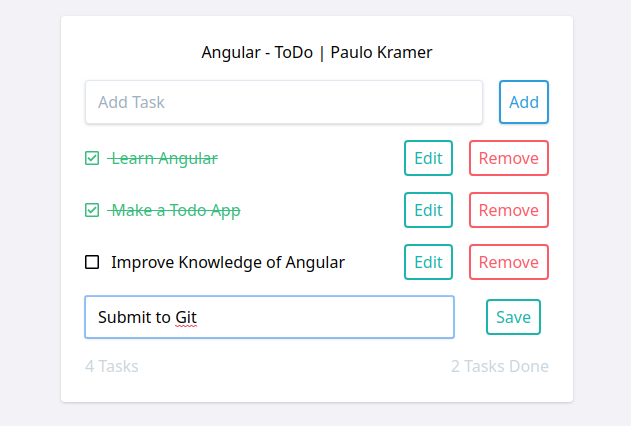 Angular - ToDo | Paulo Kramer
Add Task Add
Learn Angular Edit Remove
Make a Todo App Edit Remove
Improve Knowledge of Angular Edit Remove
Submit to Git Save
4 Tasks 2 Tasks Done